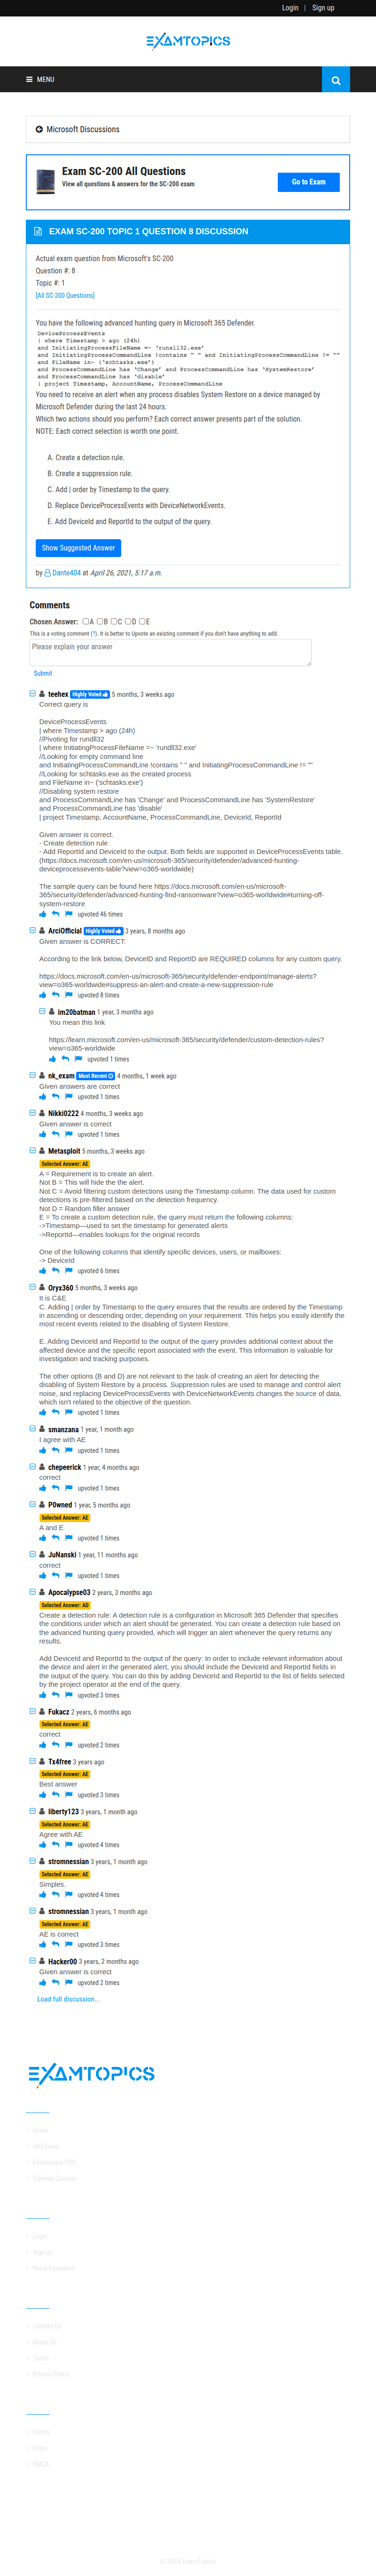 Login | Sign up
EXAMTOPICS
MENU
Microsoft Discussions
Exam SC-200 All Questions
View all questions & answers for the SC-200 exam
Go to Exam
EXAM SC-200 TOPIC 1 QUESTION 8 DISCUSSION
Actual exam question from Microsoft's SC-200
Question #: 8
Topic #: 1
[All SC-200 Questions]
You have the following advanced hunting query in Microsoft 365 Defender.
DeviceProcessEvents
| where Timestamp > ago (24h)
and InitiatingProcessFileName =~ 'runsll32.exe'
and InitiatingProcessCommandLine !contains " " and InitiatingProcessCommandLine != ""
and FileName in~ ('schtasks.exe')
and ProcessCommandLine has 'Change' and ProcessCommandLine has 'SystemRestore'
and ProcessCommandLine has 'disable'
| project Timestamp, AccountName, ProcessCommandLine
You need to receive an alert when any process disables System Restore on a device managed by
Microsoft Defender during the last 24 hours.
Which two actions should you perform? Each correct answer presents part of the solution.
NOTE: Each correct selection is worth one point.
A. Create a detection rule.
B. Create a suppression rule.
C. Add | order by Timestamp to the query.
D. Replace DeviceProcessEvents with DeviceNetworkEvents.
E. Add DeviceId and ReportId to the output of the query.
Show Suggested Answer
by Dante404 at April 26, 2021, 5:17 a.m.
Comments
Chosen Answer: A B C D E
This is a voting comment (?). It is better to Upvote an existing comment if you don't have anything to add.
Please explain your answer
Submit
teehex Highly Voted 5 months, 3 weeks ago
Correct query is
DeviceProcessEvents
| where Timestamp > ago (24h)
//Pivoting for rundll32
| where InitiatingProcessFileName =~ 'rundll32.exe'
//Looking for empty command line
and InitiatingProcessCommandLine !contains " " and InitiatingProcessCommandLine != ""
//Looking for schtasks.exe as the created process
and FileName in~ ('schtasks.exe')
//Disabling system restore
and ProcessCommandLine has 'Change' and ProcessCommandLine has 'SystemRestore'
and ProcessCommandLine has 'disable'
| project Timestamp, AccountName, ProcessCommandLine, DeviceId, ReportId
Given answer is correct.
- Create detection rule
- Add ReportId and DeviceId to the output. Both fields are supported in DeviceProcessEvents table.
(https://docs.microsoft.com/en-us/microsoft-365/security/defender/advanced-hunting-
deviceprocessevents-table?view=o365-worldwide)
The sample query can be found here https://docs.microsoft.com/en-us/microsoft-
365/security/defender/advanced-hunting-find-ransomware?view=o365-worldwide#turning-off-
system-restore
upvoted 46 times
ArciOfficial Highly Voted 3 years, 8 months ago
Given answer is CORRECT:
According to the link below, DeviceID and ReportID are REQUIRED columns for any custom query.
https://docs.microsoft.com/en-us/microsoft-365/security/defender-endpoint/manage-alerts?
view=o365-worldwide#suppress-an-alert-and-create-a-new-suppression-rule
upvoted 8 times
im20batman 1 year, 3 months ago
You mean this link
https://learn.microsoft.com/en-us/microsoft-365/security/defender/custom-detection-rules?
view=o365-worldwide
upvoted 1 times
nk_exam Most Recent 4 months, 1 week ago
Given answers are correct
upvoted 1 times
Nikki0222 4 months, 3 weeks ago
Given answer is correct
upvoted 1 times
Metasploit 5 months, 3 weeks ago
Selected Answer: AE
A = Requirement is to create an alert.
Not B = This will hide the the alert.
Not C = Avoid filtering custom detections using the Timestamp column. The data used for custom
detections is pre-filtered based on the detection frequency.
Not D = Random filler answer
E = To create a custom detection rule, the query must return the following columns:
->Timestamp—used to set the timestamp for generated alerts
->ReportId—enables lookups for the original records
One of the following columns that identify specific devices, users, or mailboxes:
-> DeviceId
upvoted 6 times
Oryx360 5 months, 3 weeks ago
It is C&E
C. Adding | order by Timestamp to the query ensures that the results are ordered by the Timestamp
in ascending or descending order, depending on your requirement. This helps you easily identify the
most recent events related to the disabling of System Restore.
E. Adding DeviceId and ReportId to the output of the query provides additional context about the
affected device and the specific report associated with the event. This information is valuable for
investigation and tracking purposes.
The other options (B and D) are not relevant to the task of creating an alert for detecting the
disabling of System Restore by a process. Suppression rules are used to manage and control alert
noise, and replacing DeviceProcessEvents with DeviceNetworkEvents changes the source of data,
which isn't related to the objective of the question.
upvoted 1 times
smanzana 1 year, 1 month ago
I agree with AE
upvoted 1 times
chepeerick 1 year, 4 months ago
correct
upvoted 1 times
P0wned 1 year, 5 months ago
Selected Answer: AE
A and E
upvoted 1 times
JuNanski 1 year, 11 months ago
correct
upvoted 1 times
Apocalypse03 2 years, 3 months ago
Selected Answer: AD
Create a detection rule: A detection rule is a configuration in Microsoft 365 Defender that specifies
the conditions under which an alert should be generated. You can create a detection rule based on
the advanced hunting query provided, which will trigger an alert whenever the query returns any
results.
Add DeviceId and ReportId to the output of the query: In order to include relevant information about
the device and alert in the generated alert, you should include the DeviceId and ReportId fields in
the output of the query. You can do this by adding DeviceId and ReportId to the list of fields selected
by the project operator at the end of the query.
upvoted 3 times
Fukacz 2 years, 6 months ago
Selected Answer: AE
correct
upvoted 2 times
Tx4free 3 years ago
Selected Answer: AE
Best answer
upvoted 3 times
liberty123 3 years, 1 month ago
Selected Answer: AE
Agree with AE
upvoted 4 times
stromnessian 3 years, 1 month ago
Selected Answer: AE
Simples.
upvoted 4 times
stromnessian 3 years, 1 month ago
Selected Answer: AE
AE is correct
upvoted 3 times
Hacker00 3 years, 2 months ago
Given answer is correct
upvoted 2 times
Load full discussion...
EXAMTOPICS
Home
All Exams
Examtopics PRO
Training Courses
Login
Sign up
Reset Password
Contact Us
About Us
Terms
Privacy Policy
Forum
News
DMCA
© 2024 ExamTopics